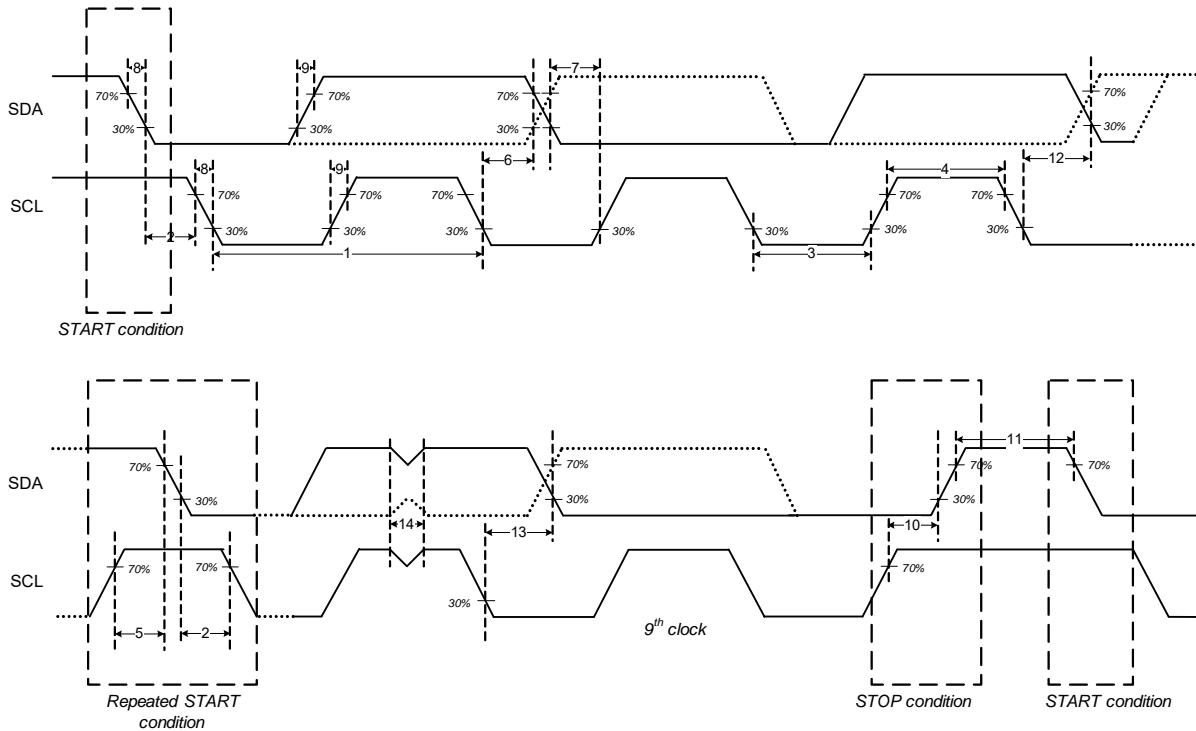 8 9 7
70% 70% 70% 70%
SDA
30% 30% 30% 30%
6 12
8 9 4
70% 70% 70% 70% 70%
SCL
30% 30% 30% 30% 30% 30% 30%
2 1 3
START condition
11
70% 70% 70% 70%
SDA
30% 30% 30%
14 13 10
70% 70% 70%
SCL
30%
5 2 9th clock
Repeated START
condition
STOP condition START condition